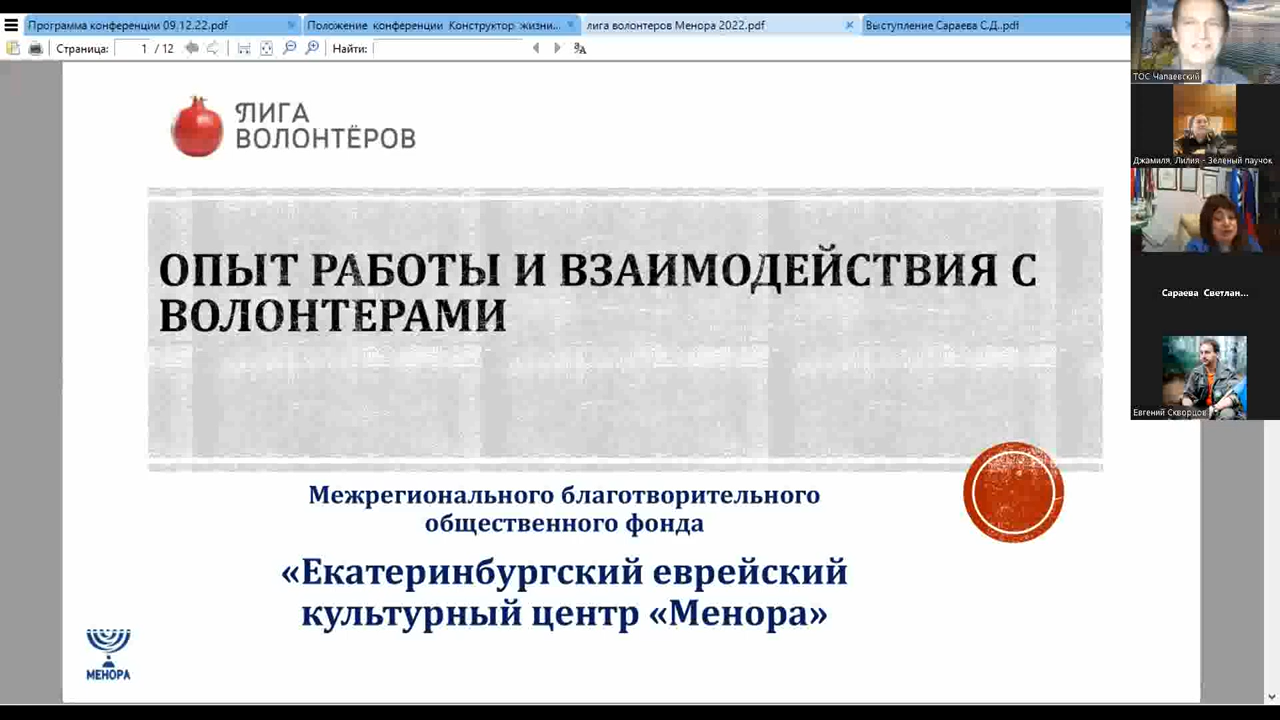 Программа конференции 09.12.22.pdf
Положение конференции Конструктор жизни...
лига волонтеров Менора 2022.pdf
Выступление Сараева С.Д..pdf
Страница: 1 / 12
Найти:
ЛИГА
ВОЛОНТЁРОВ
ОПЫТ РАБОТЫ И ВЗАИМОДЕЙСТВИЯ С
ВОЛОНТЕРАМИ
Межрегионального благотворительного
общественного фонда
«Екатеринбургский еврейский
культурный центр «Менора»
МЕНОРА
ТОС Чапаевский
Джамиля, Лилия - Зеленый паучок
Сараева Светлан...
Евгений Скворцов